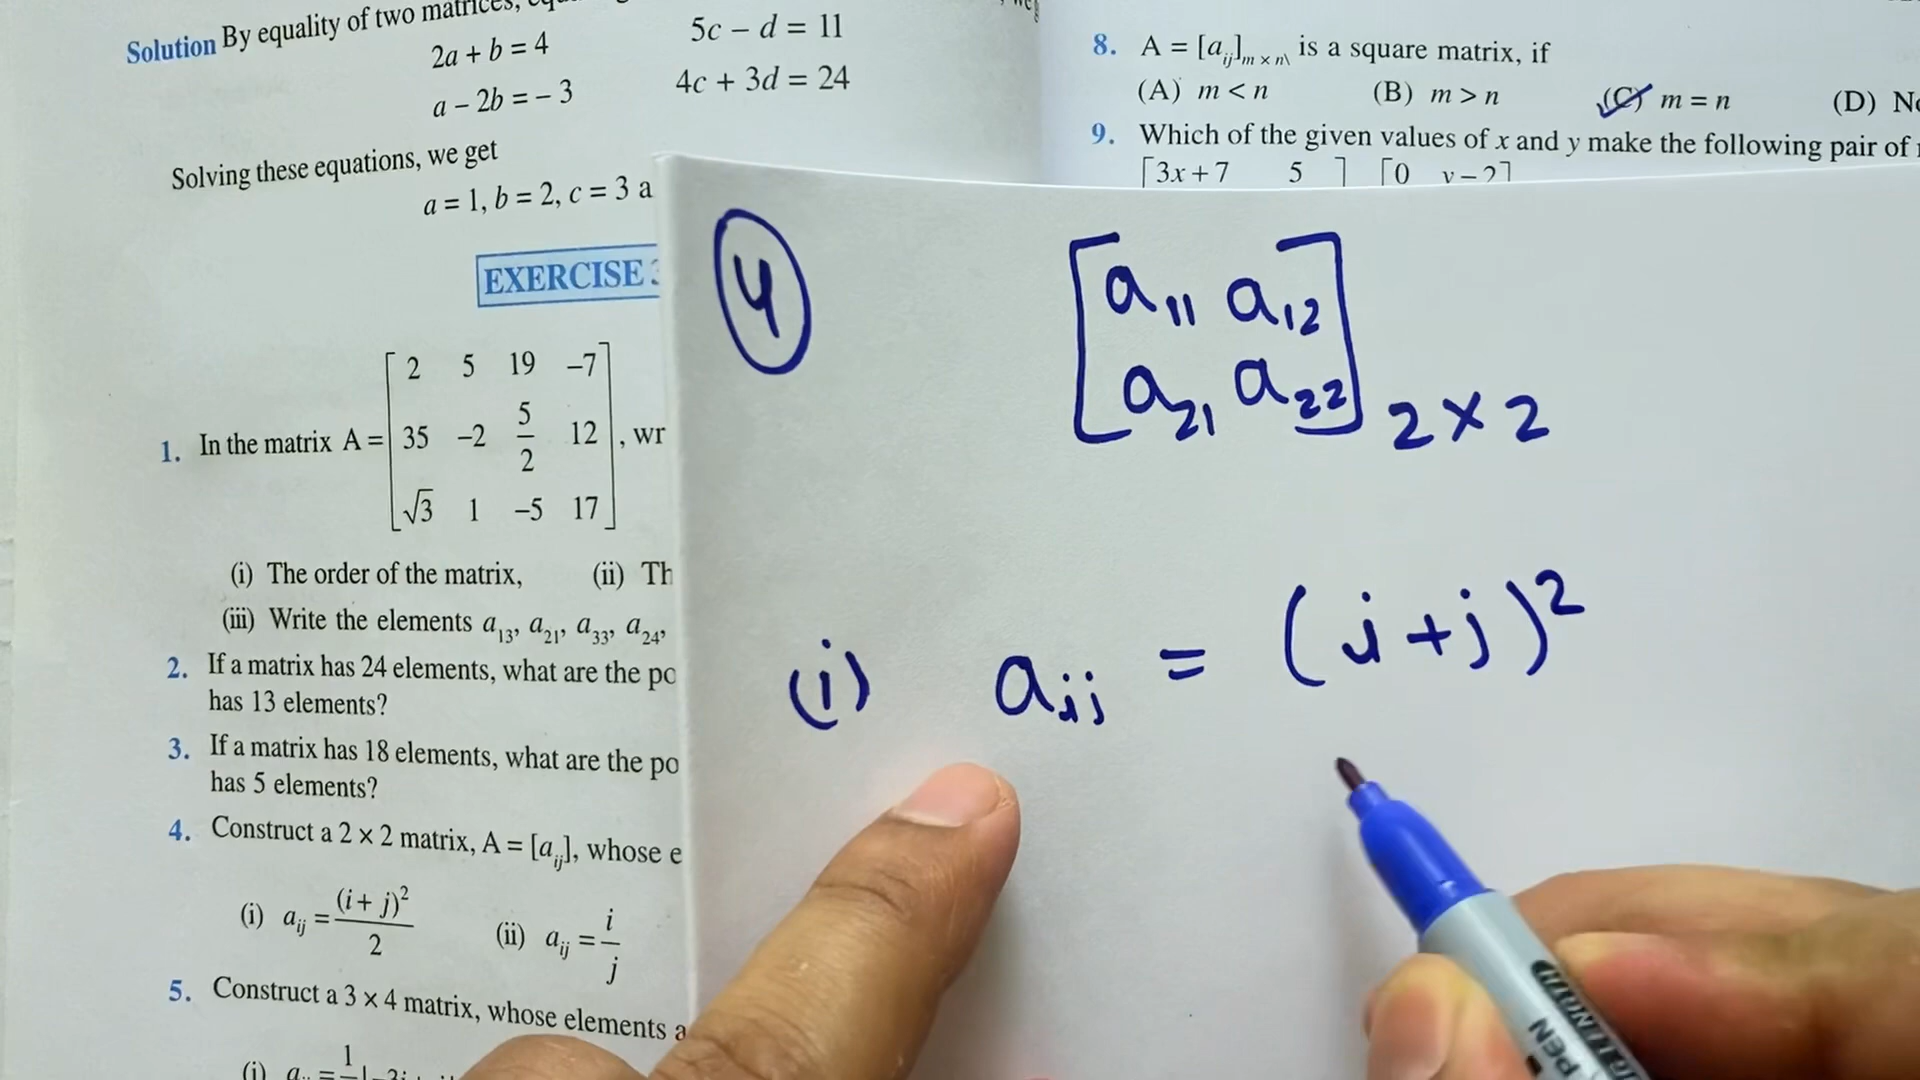 Solution By equality of two matrices,
2a + b = 4
5c – d = 11
a – 2b = – 3
4c + 3d = 24
Solving these equations, we get
a = 1, b = 2, c = 3 a
EXERCISE
1. In the matrix A = [2 5 19 –7
35 –2 5/2 12
√3 1 –5 17], wr
(i) The order of the matrix, (ii) Th
(iii) Write the elements a13, a21, a33, a24,
2. If a matrix has 24 elements, what are the po
has 13 elements?
3. If a matrix has 18 elements, what are the po
has 5 elements?
4. Construct a 2 × 2 matrix, A = [aij], whose e
(i) aij = (i + j)²/2 (ii) aij = i/j
5. Construct a 3 × 4 matrix, whose elements a
8. A = [aij]m × n\ is a square matrix, if
(A) m < n (B) m > n (C) m = n (D) No
9. Which of the given values of x and y make the following pair of
[3x + 7 5] [0 y – 2]
4
[a11 a12
a21 a22] 2 × 2
(i) aij = (i + j)²
PEN